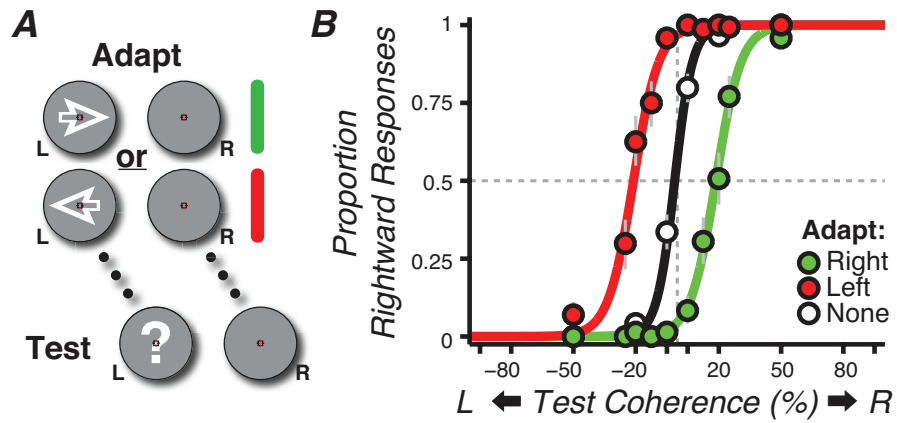 A
Adapt
L
R
or
L
R
Test
?
L
R
B
Proportion
Rightward Responses
1
0.75
0.5
0.25
0
−80
−50
−20
20
50
80
Adapt:
Right
Left
None
L ← Test Coherence (%) → R